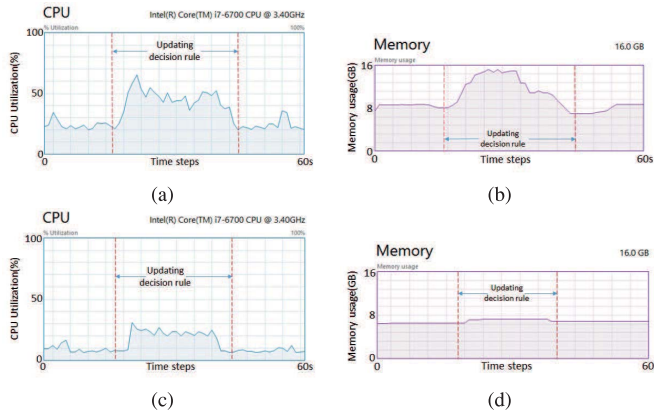 CPU
Intel(R) Core(TM) i7-6700 CPU @ 3.40GHz
% Utilization
100%
100
50
0
CPU Utilization(%)
Updating
decision rule
0
Time steps
60s
(a)
Memory
16.0 GB
Memory usage
16
8
0
Memory usage(GB)
Updating
decision rule
0
Time steps
60s
(b)
CPU
Intel(R) Core(TM) i7-6700 CPU @ 3.40GHz
% Utilization
100%
100
50
0
CPU Utilization(%)
Updating
decision rule
Time steps
60s
(c)
Memory
16.0 GB
Memory usage
16
8
0
Memory usage(GB)
Updating
decision rule
0
Time steps
60s
(d)